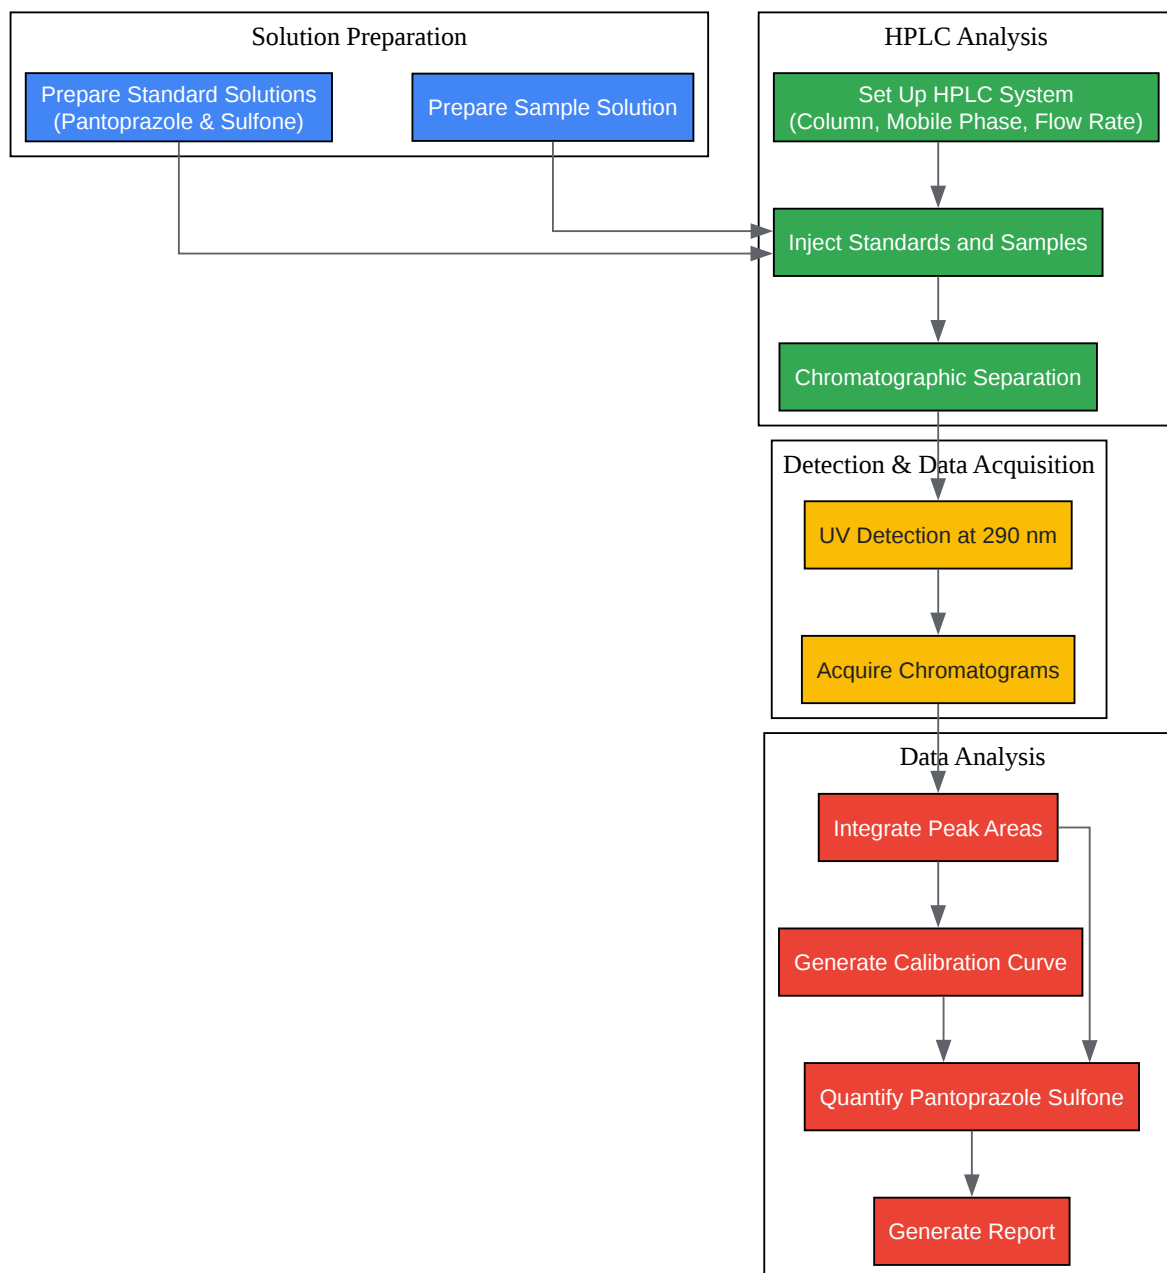 Solution Preparation
Prepare Standard Solutions
(Pantoprazole & Sulfone)
Prepare Sample Solution
HPLC Analysis
Set Up HPLC System
(Column, Mobile Phase, Flow Rate)
Inject Standards and Samples
Chromatographic Separation
Detection & Data Acquisition
UV Detection at 290 nm
Acquire Chromatograms
Data Analysis
Integrate Peak Areas
Generate Calibration Curve
Quantify Pantoprazole Sulfone
Generate Report